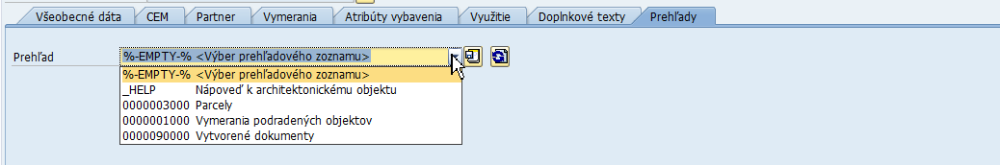 Všeobecné dáta CEM Partner Vymerania Atribúty vybavenia Využitie Doplnkové texty Prehľady
Prehľad %-EMPTY-% <Výber prehľadového zoznamu>
%-EMPTY-% <Výber prehľadového zoznamu>
_HELP Nápoveď k architektonickému objektu
0000003000 Parcely
0000001000 Vymerania podradených objektov
0000090000 Vytvorené dokumenty